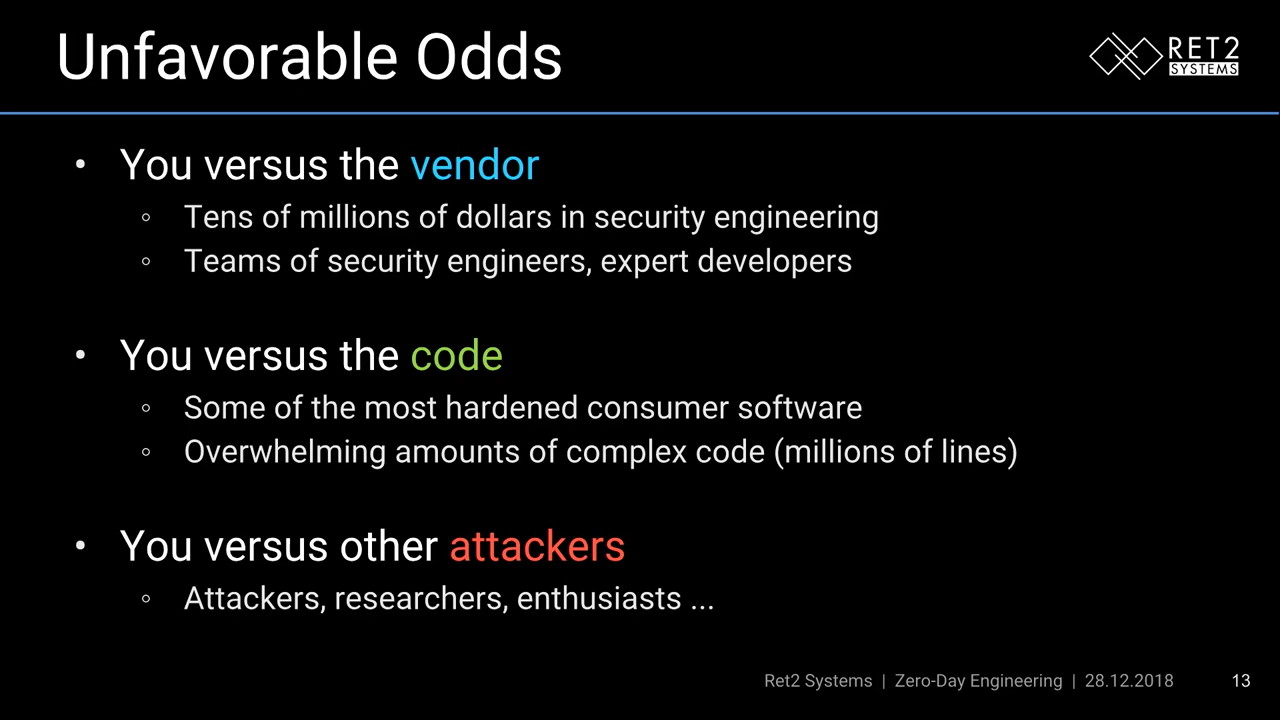 Unfavorable Odds
RET2
SYSTEMS
• You versus the vendor
◦ Tens of millions of dollars in security engineering
◦ Teams of security engineers, expert developers
• You versus the code
◦ Some of the most hardened consumer software
◦ Overwhelming amounts of complex code (millions of lines)
• You versus other attackers
◦ Attackers, researchers, enthusiasts ...
Ret2 Systems | Zero-Day Engineering | 28.12.2018 13